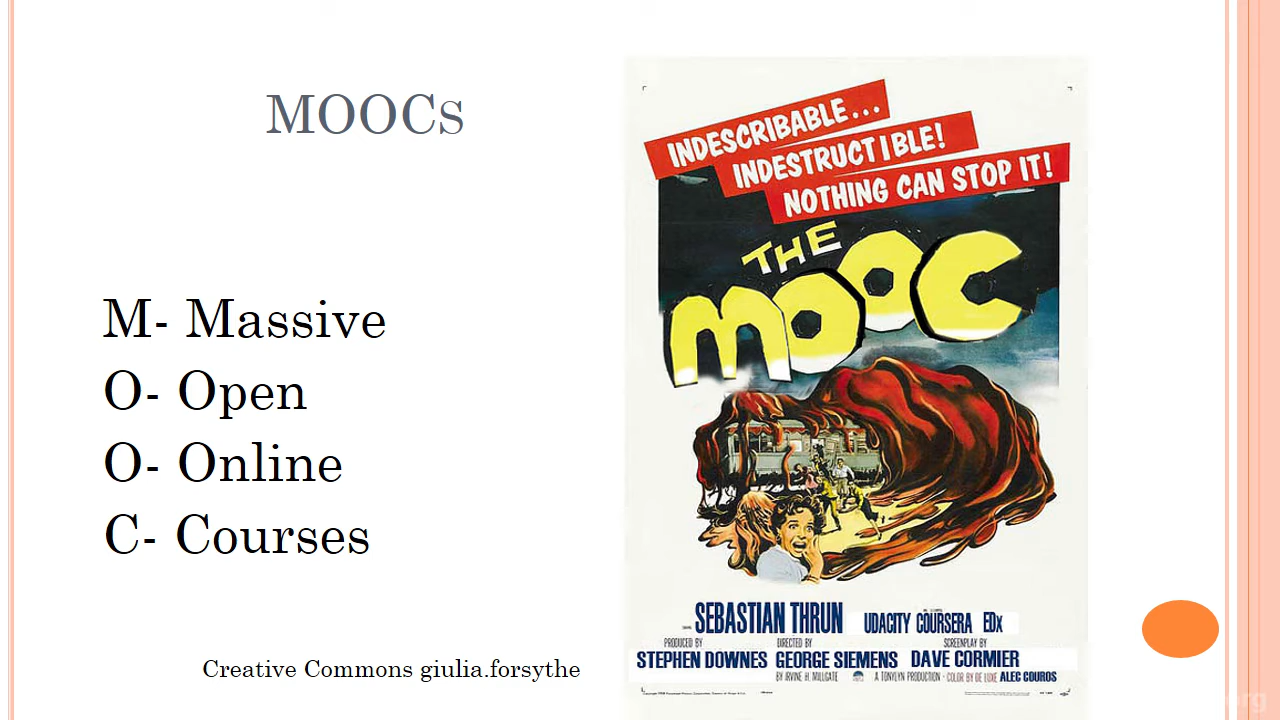 MOOCs
M- Massive
O- Open
O- Online
C- Courses
Creative Commons giulia.forsythe
INDESCRIBABLE...
INDESTRUCTIBLE!
NOTHING CAN STOP IT!
THE
MOOC
SEBASTIAN THRUN UDACITY COURSERA EDx
PRODUCED BY DIRECTED BY SCREENPLAY BY
STEPHEN DOWNES GEORGE SIEMENS DAVE CORMIER
BY IRVINE H. MILLGATE A TONYLYN PRODUCTION · COLOR BY DE LUXE ALEC COUROS
org